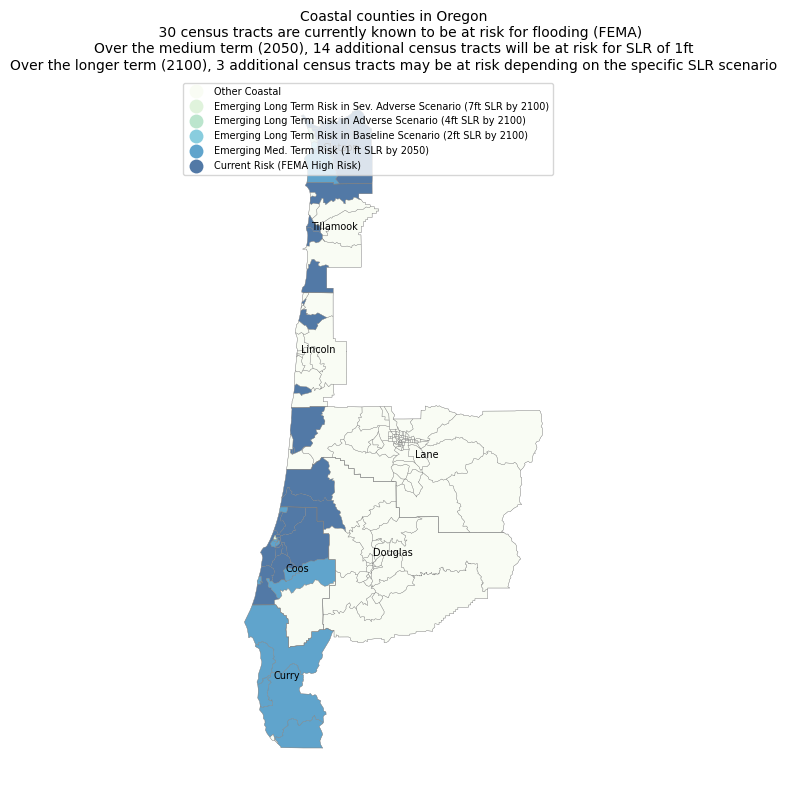 Coastal counties in Oregon
30 census tracts are currently known to be at risk for flooding (FEMA)
Over the medium term (2050), 14 additional census tracts will be at risk for SLR of 1ft
Over the longer term (2100), 3 additional census tracts may be at risk depending on the specific SLR scenario
Other Coastal
Emerging Long Term Risk in Sev. Adverse Scenario (7ft SLR by 2100)
Emerging Long Term Risk in Adverse Scenario (4ft SLR by 2100)
Emerging Long Term Risk in Baseline Scenario (2ft SLR by 2100)
Emerging Med. Term Risk (1 ft SLR by 2050)
Current Risk (FEMA High Risk)
Tillamook
Lincoln
Lane
Douglas
Coos
Curry